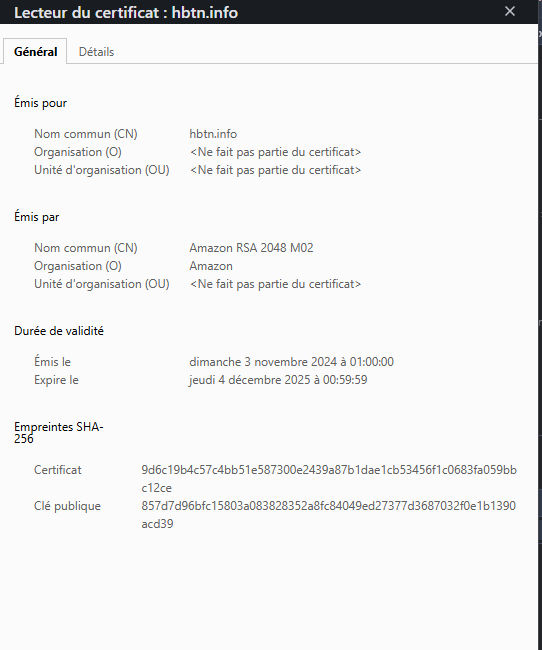 Lecteur du certificat : hbtn.info
Général Détails
Émis pour
Nom commun (CN) hbtn.info
Organisation (O) <Ne fait pas partie du certificat>
Unité d'organisation (OU) <Ne fait pas partie du certificat>
Émis par
Nom commun (CN) Amazon RSA 2048 M02
Organisation (O) Amazon
Unité d'organisation (OU) <Ne fait pas partie du certificat>
Durée de validité
Émis le dimanche 3 novembre 2024 à 01:00:00
Expire le jeudi 4 décembre 2025 à 00:59:59
Empreintes SHA-
256
Certificat 9d6c19b4c57c4bb51e587300e2439a87b1dae1cb53456f1c0683fa059bb
c12ce
Clé publique 857d7d96bfc15803a083828352a8fc84049ed27377d3687032f0e1b1390
acd39